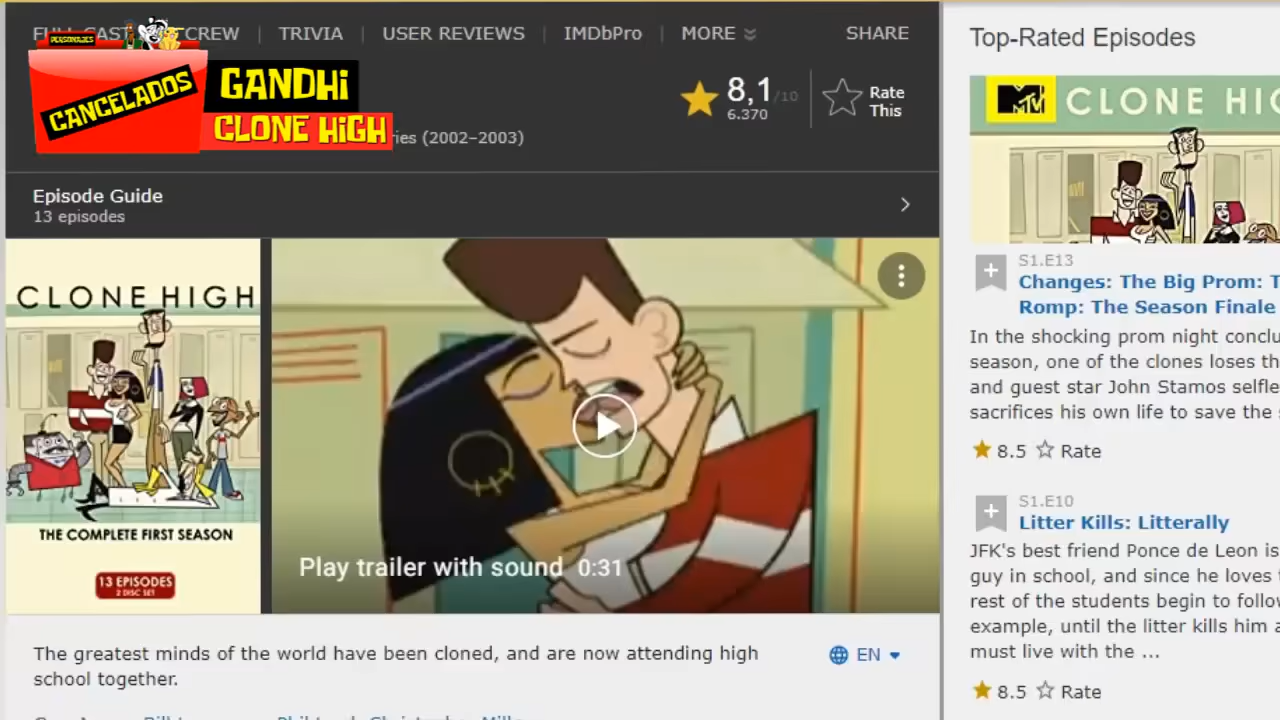 CREW | TRIVIA | USER REVIEWS | IMDbPro | MORE SHARE
PERSONAJES
CANCELADOS
GANDHi
CLONE HiGH
8,1/10
6.370
Rate
This
ries (2002–2003)
Episode Guide
13 episodes
CLONE HIGH
THE COMPLETE FIRST SEASON
13 EPISODES
2 DISC SET
Play trailer with sound 0:31
The greatest minds of the world have been cloned, and are now attending high
school together.
EN
Top-Rated Episodes
MTV
CLONE HIG
S1.E13
Changes: The Big Prom: T
Romp: The Season Finale
In the shocking prom night conclu
season, one of the clones loses th
and guest star John Stamos selfle
sacrifices his own life to save the
8.5 Rate
S1.E10
Litter Kills: Litterally
JFK's best friend Ponce de Leon is
guy in school, and since he loves
rest of the students begin to follow
example, until the litter kills him a
must live with the ...
8.5 Rate